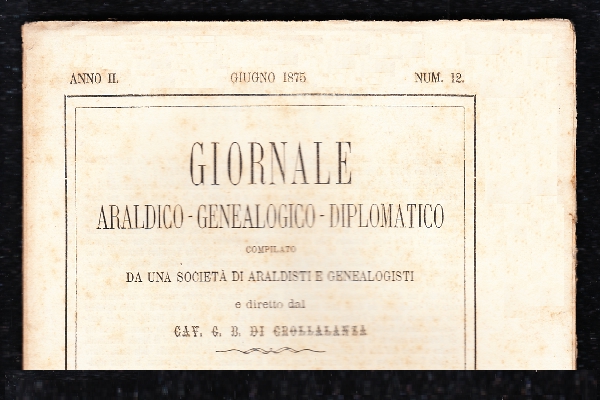 ANNO II.
GIUGNO 1875
NUM. 12.
GIORNALE
ARALDICO - GENEALOGICO - DIPLOMATICO
COMPILATO
DA UNA SOCIETÀ DI ARALDISTI E GENEALOGISTI
e diretto dal
CAV. G. B. DI CROLLALANZA